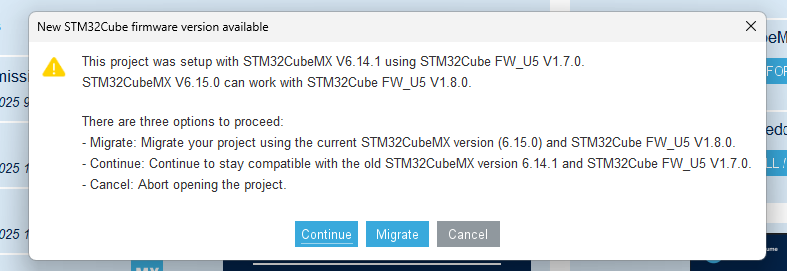 New STM32Cube firmware version available
This project was setup with STM32CubeMX V6.14.1 using STM32Cube FW_U5 V1.7.0.
STM32CubeMX V6.15.0 can work with STM32Cube FW_U5 V1.8.0.
There are three options to proceed:
- Migrate: Migrate your project using the current STM32CubeMX version (6.15.0) and STM32Cube FW_U5 V1.8.0.
- Continue: Continue to stay compatible with the old STM32CubeMX version 6.14.1 and STM32Cube FW_U5 V1.7.0.
- Cancel: Abort opening the project.
Continue Migrate Cancel
MX